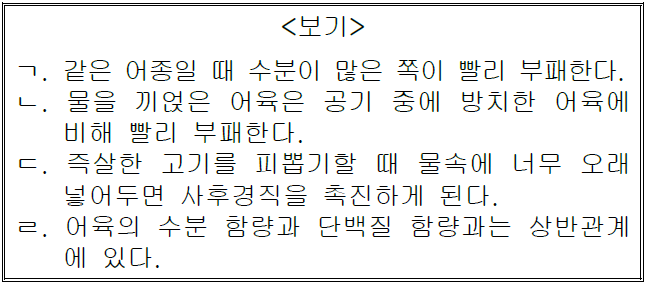 <보기>
ㄱ. 같은 어종일 때 수분이 많은 쪽이 빨리 부패한다.
ㄴ. 물을 끼얹은 어육은 공기 중에 방치한 어육에
비해 빨리 부패한다.
ㄷ. 즉살한 고기를 피뽑기할 때 물속에 너무 오래
넣어두면 사후경직을 촉진하게 된다.
ㄹ. 어육의 수분 함량과 단백질 함량과는 상반관계
에 있다.